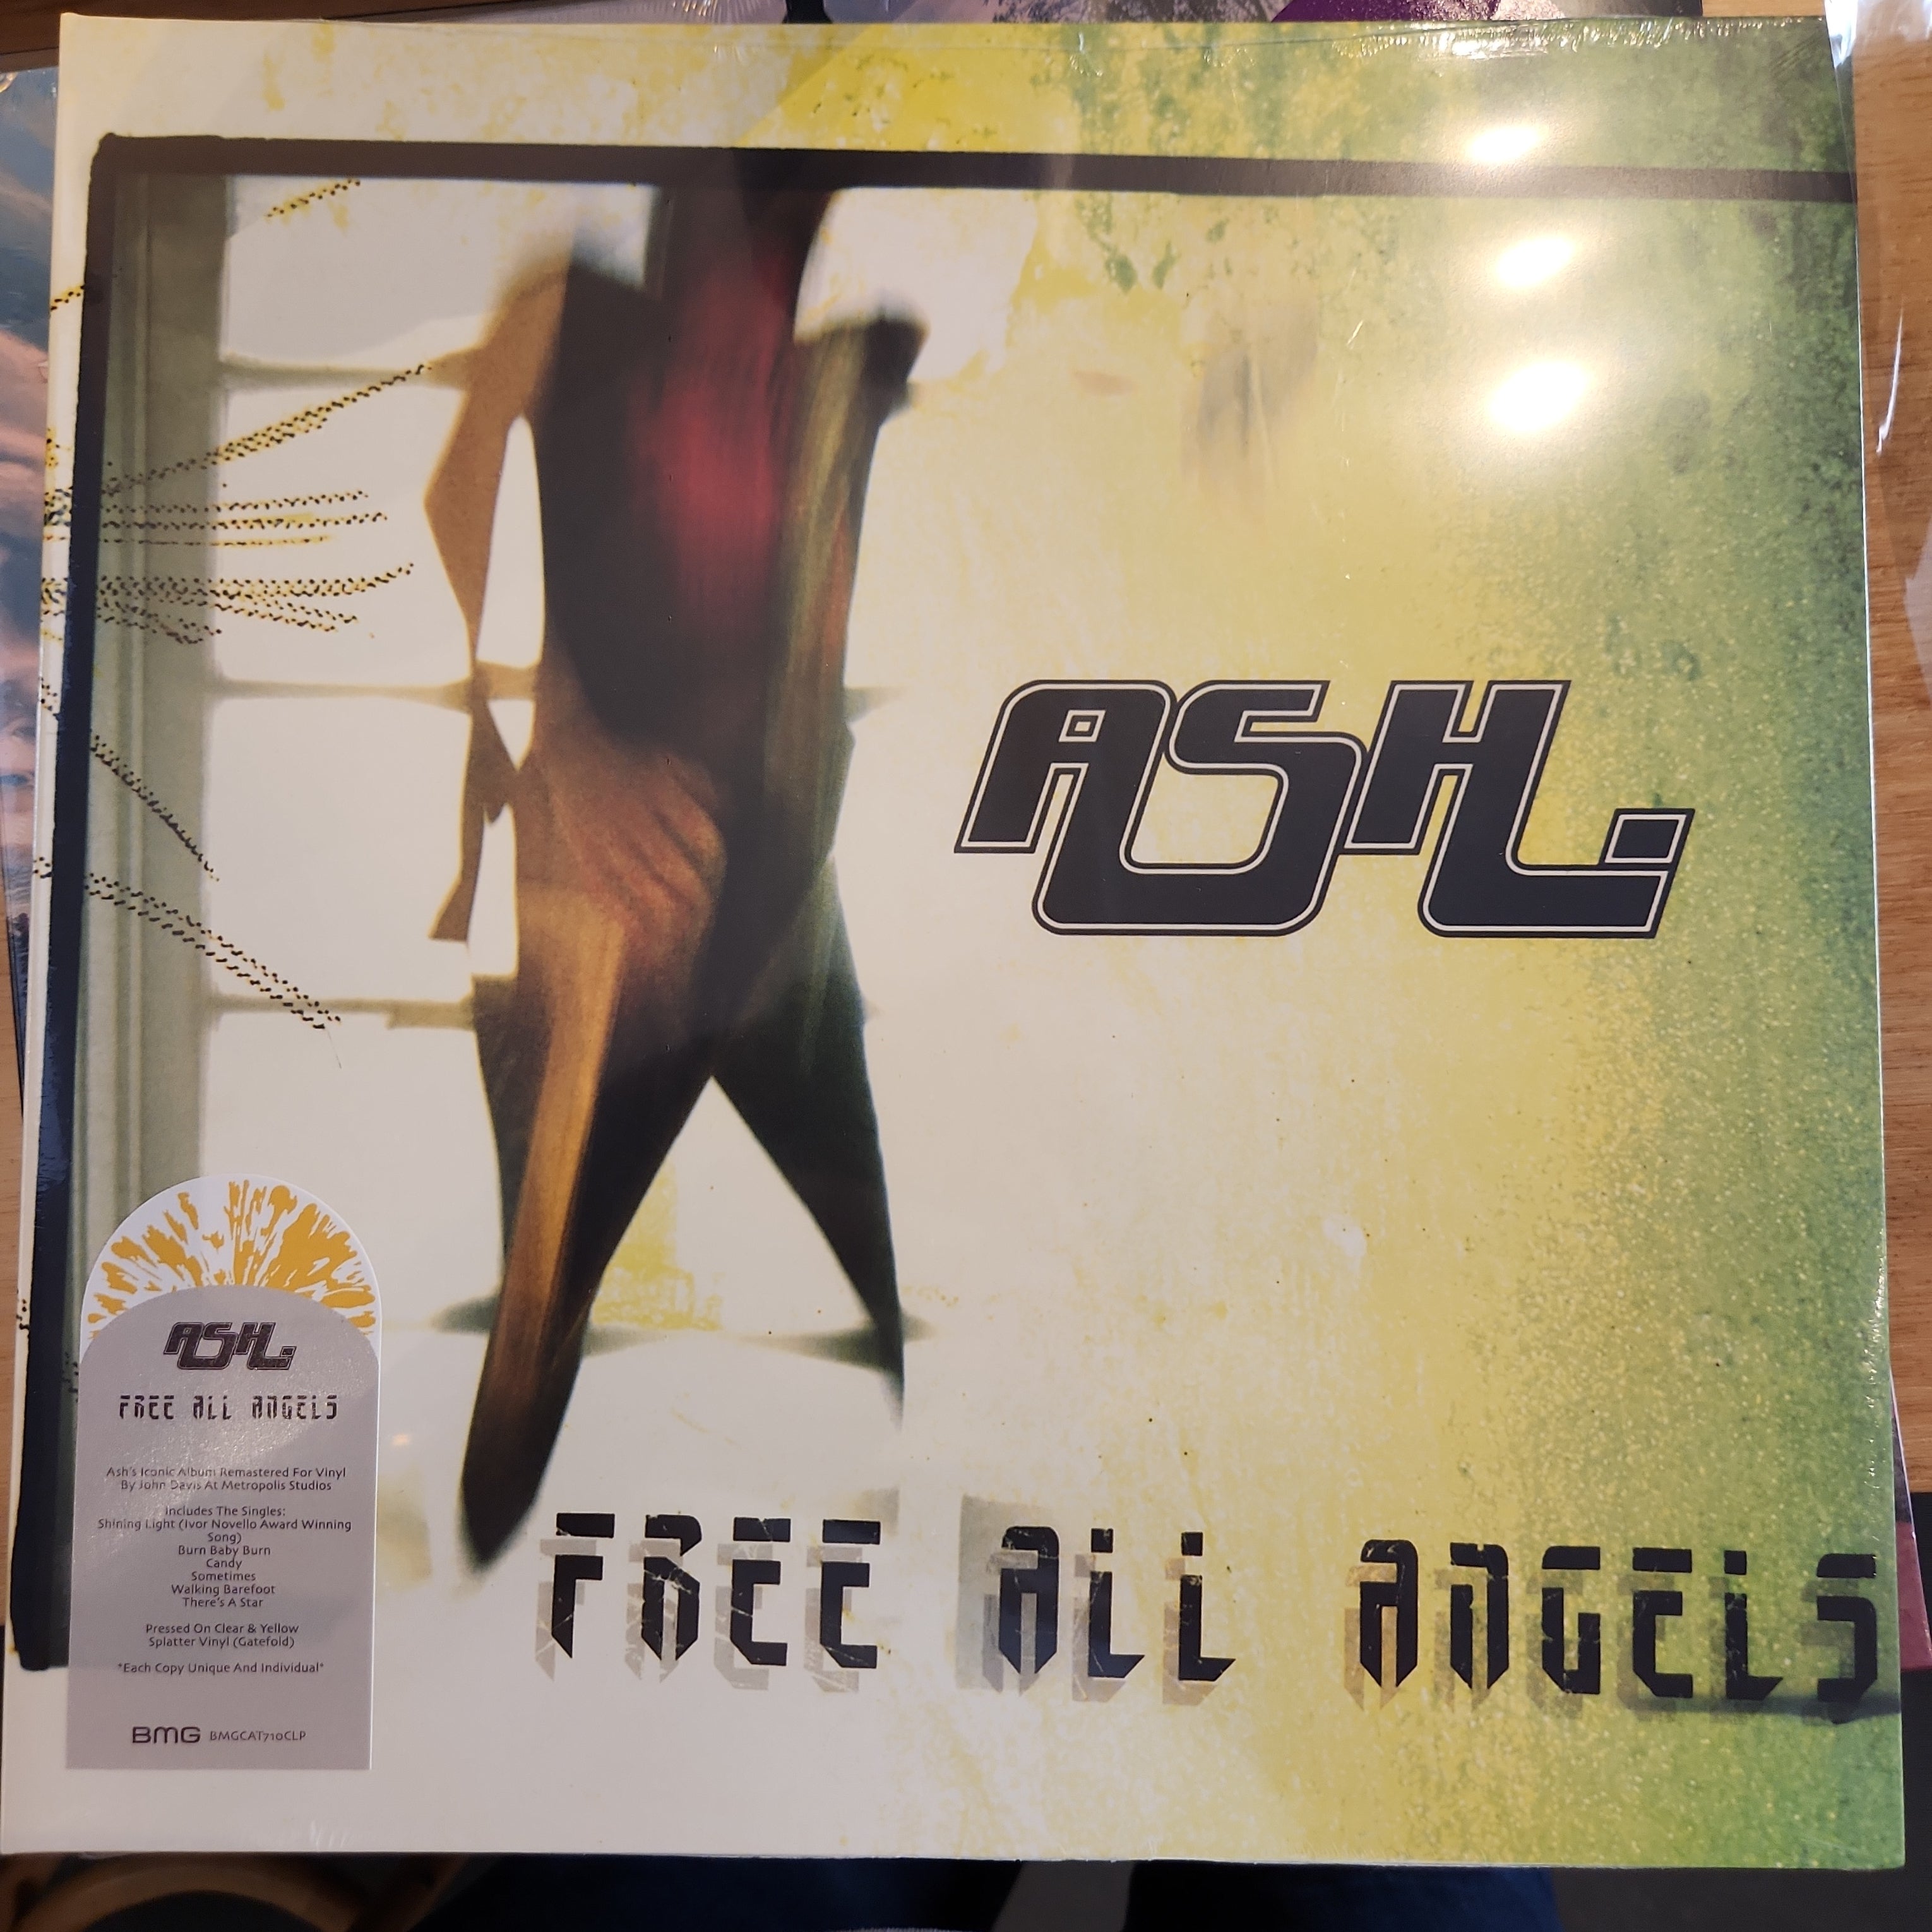 ASH.
FREE ALL ANGELS
ASH.
FREE ALL ANGELS
Ash's Iconic Album Remastered For Vinyl
By John Davis At Metropolis Studios
Includes The Singles:
Shining Light (Ivor Novello Award Winning
Song)
Burn Baby Burn
Candy
Sometimes
Walking Barefoot
There's A Star
Pressed On Clear & Yellow
Splatter Vinyl (Gatefold)
*Each Copy Unique And Individual*
BMG BMGCAT710CLP